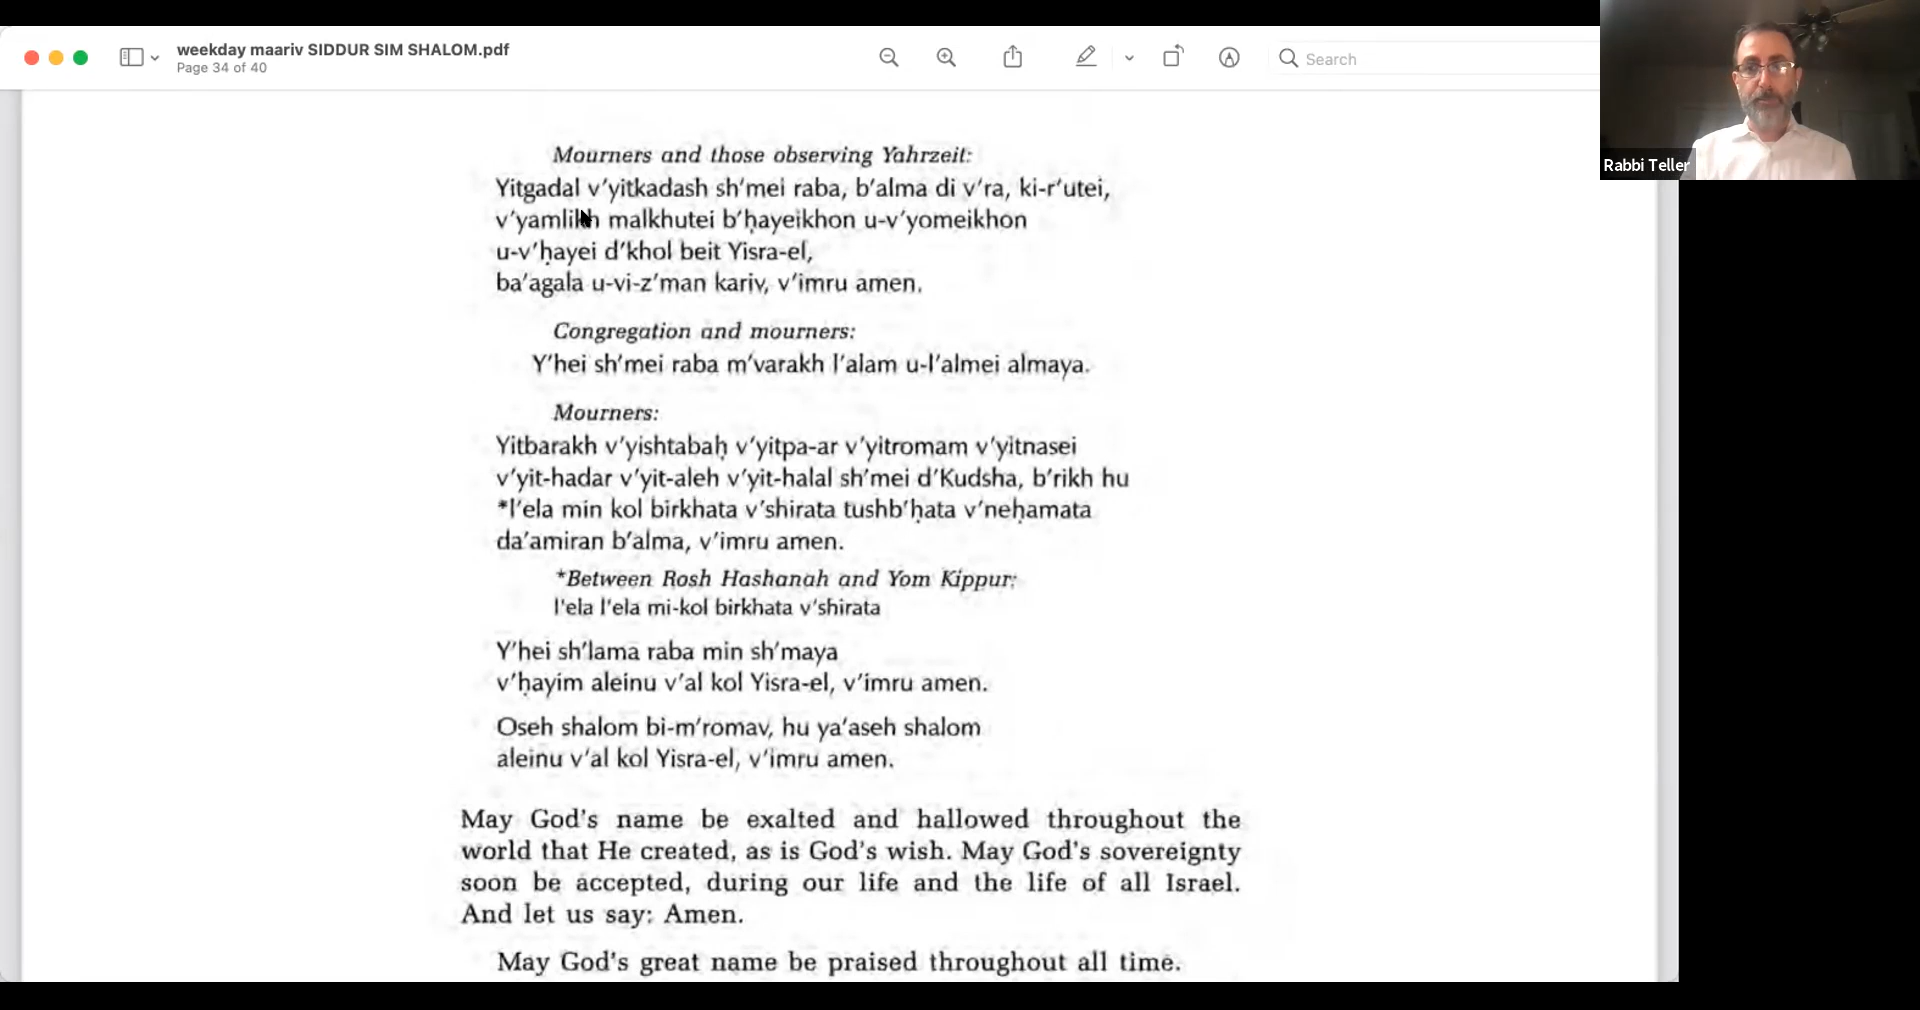 weekday maariv SIDDUR SIM SHALOM.pdf
Page 34 of 40
Search
Rabbi Teller
Mourners and those observing Yahrzeit:
Yitgadal v'yitkadash sh'mei raba, b'alma di v'ra, ki-r'utei,
v'yamlikh malkhutei b'ḥayeikhon u-v'yomeikhon
u-v'ḥayei d'khol beit Yisra-el,
ba'agala u-vi-z'man kariv, v'imru amen.
Congregation and mourners:
Y'hei sh'mei raba m'varakh l'alam u-l'almei almaya.
Mourners:
Yitbarakh v'yishtabaḥ v'yitpa-ar v'yitromam v'yitnasei
v'yit-hadar v'yit-aleh v'yit-halal sh'mei d'Kudsha, b'rikh hu
*l'ela min kol birkhata v'shirata tushb'ḥata v'neḥamata
da'amiran b'alma, v'imru amen.
*Between Rosh Hashanah and Yom Kippur:
l'ela l'ela mi-kol birkhata v'shirata
Y'hei sh'lama raba min sh'maya
v'ḥayim aleinu v'al kol Yisra-el, v'imru amen.
Oseh shalom bi-m'romav, hu ya'aseh shalom
aleinu v'al kol Yisra-el, v'imru amen.
May God's name be exalted and hallowed throughout the
world that He created, as is God's wish. May God's sovereignty
soon be accepted, during our life and the life of all Israel.
And let us say: Amen.
May God's great name be praised throughout all time.